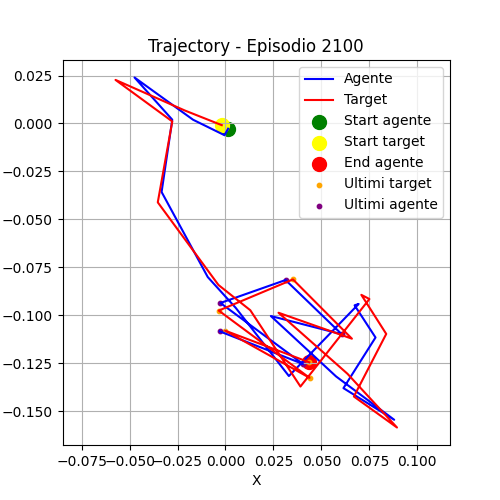 Trajectory - Episodio 2100
Agente
Target
Start agente
Start target
End agente
Ultimi target
Ultimi agente
0.025
0.000
−0.025
−0.050
−0.075
−0.100
−0.125
−0.150
−0.075 −0.050 −0.025 0.000 0.025 0.050 0.075 0.100
X